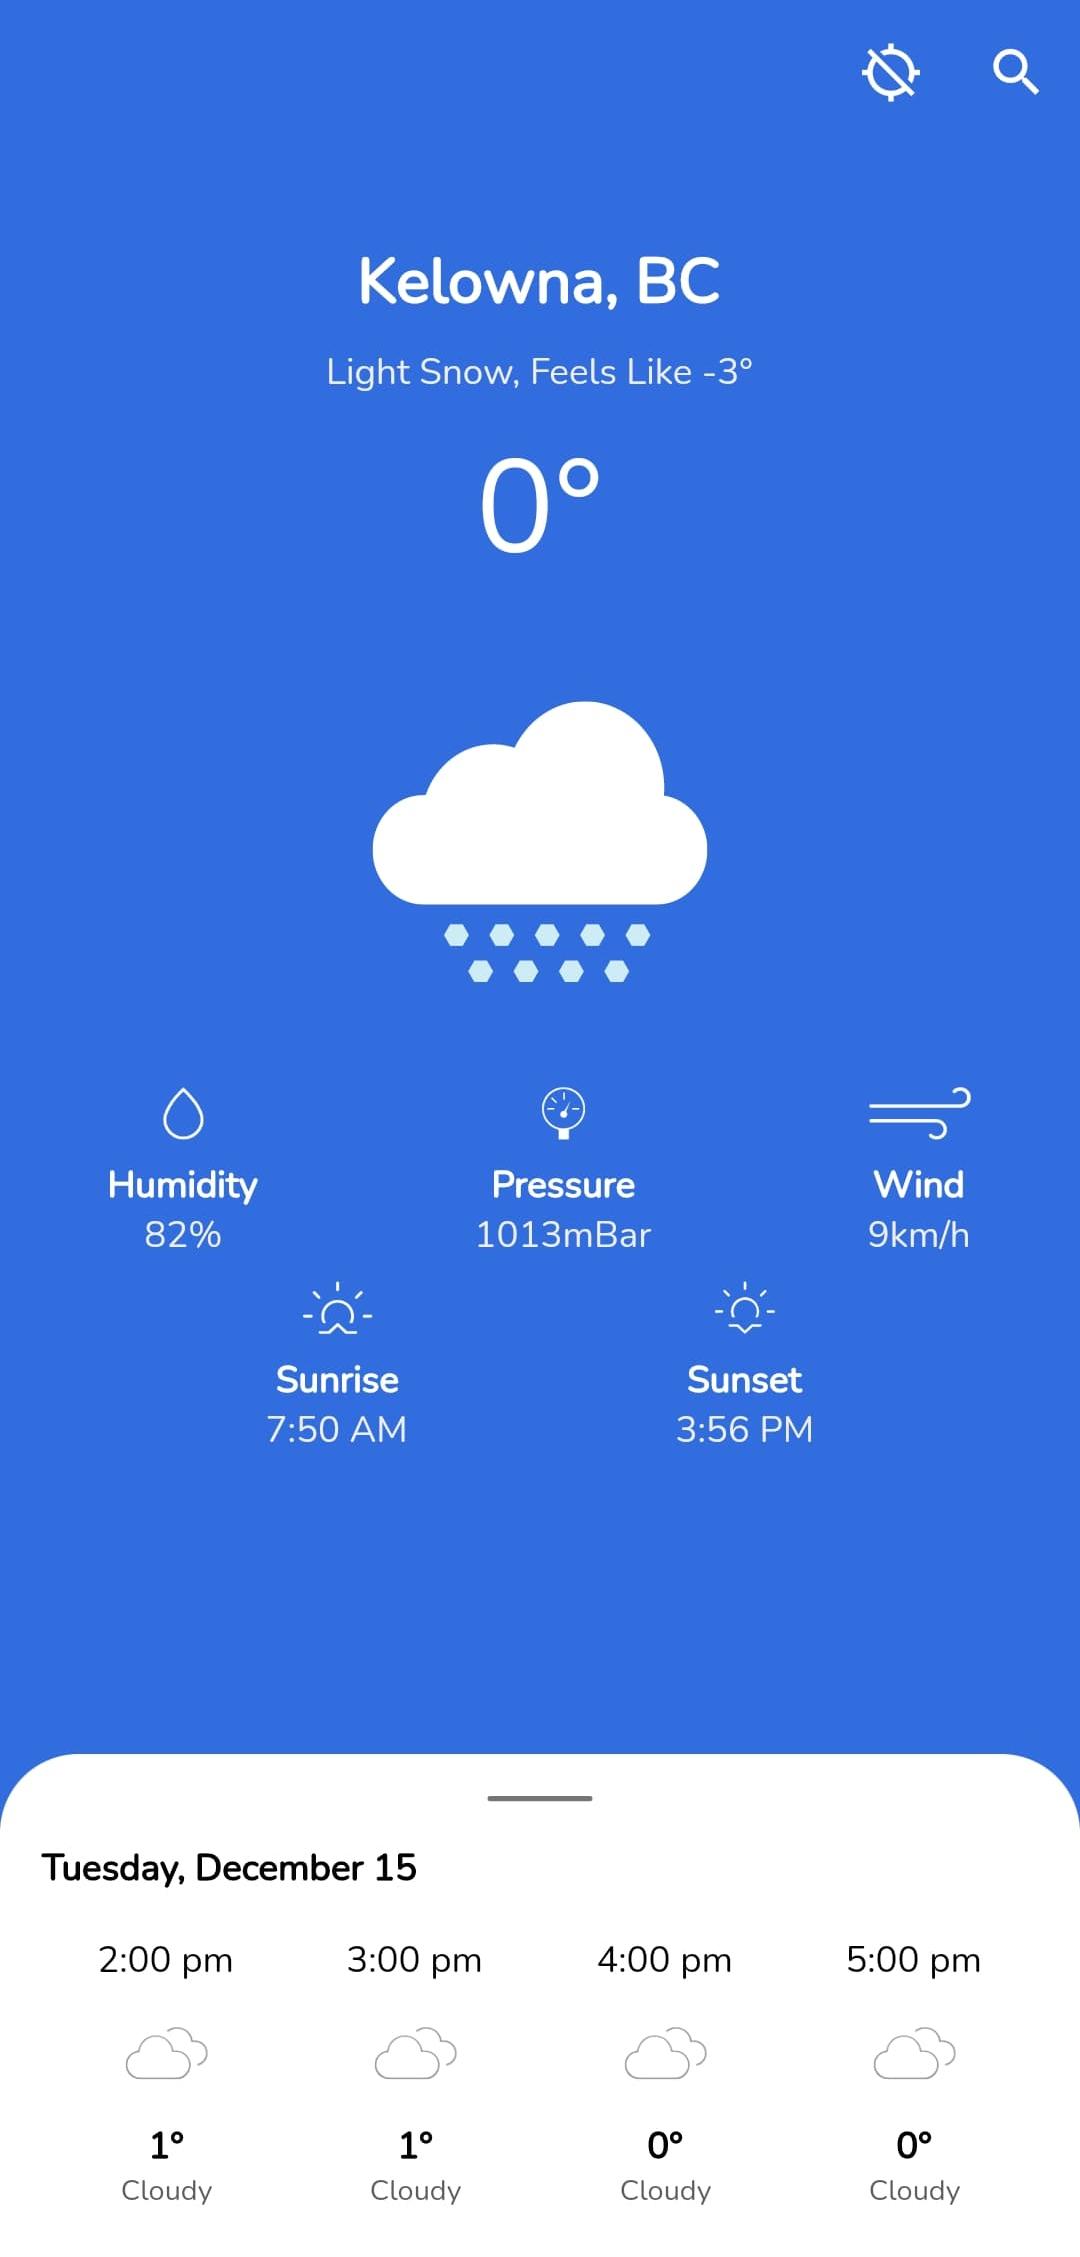 Kelowna, BC
Light Snow, Feels Like -3°
0°
Humidity Pressure Wind
82% 1013mBar 9km/h
Sunrise Sunset
7:50 AM 3:56 PM
Tuesday, December 15
2:00 pm 3:00 pm 4:00 pm 5:00 pm
1° 1° 0° 0°
Cloudy Cloudy Cloudy Cloudy